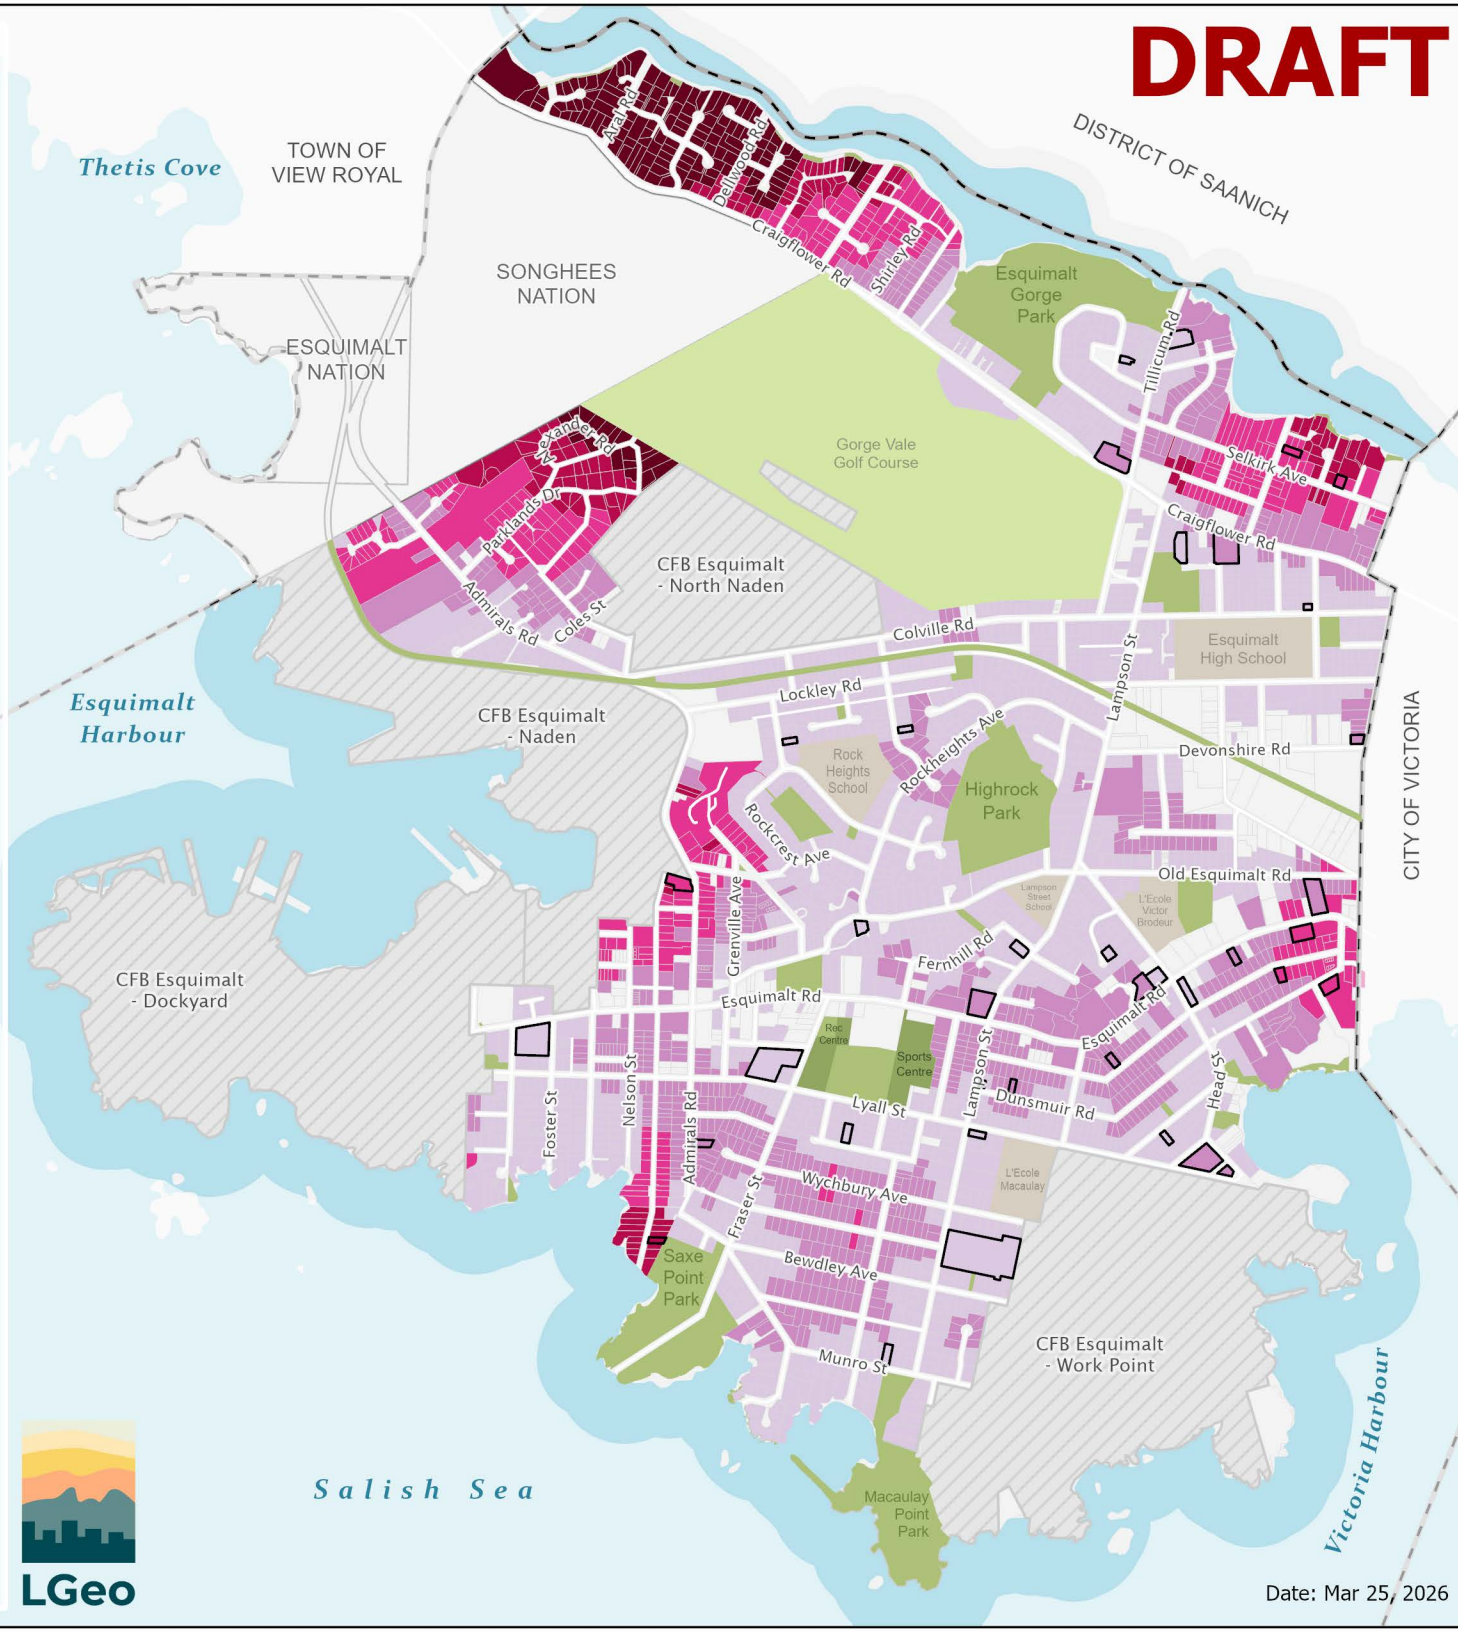 DRAFT
DISTRICT OF SAANICH
Thetis Cove
TOWN OF
VIEW ROYAL
Aral Rd
Dellwood Rd
Craigflower Rd
Shirley Rd
SONGHEES
NATION
Esquimalt
Gorge
Park
ESQUIMALT
NATION
Tillicum Rd
Alexander Rd
Gorge Vale
Golf Course
Selkirk Ave
Parklands Dr
Craigflower Rd
CFB Esquimalt
- North Naden
Admirals Rd
Coles St
Colville Rd
Esquimalt
High School
Lampson St
Lockley Rd
Esquimalt
Harbour
CFB Esquimalt
- Naden
Rockheights Ave
Devonshire Rd
CITY OF VICTORIA
Rock
Heights
School
Highrock
Park
Rockcrest Ave
Old Esquimalt Rd
Lampson
Street
School
L'Ecole
Victor
Brodeur
Grenville Ave
Fernhill Rd
CFB Esquimalt
- Dockyard
Esquimalt Rd
Esquimalt Rd
Rec
Centre
Sports
Centre
Lampson St
Head St
Nelson St
Foster St
Admirals Rd
Lyall St
Dunsmuir Rd
L'Ecole
Macaulay
Wychbury Ave
Fraser St
Saxe
Point
Park
Bewdley Ave
Munro St
CFB Esquimalt
- Work Point
Victoria Harbour
Salish Sea
Macaulay
Point
Park
LGeo
Date: Mar 25, 2026